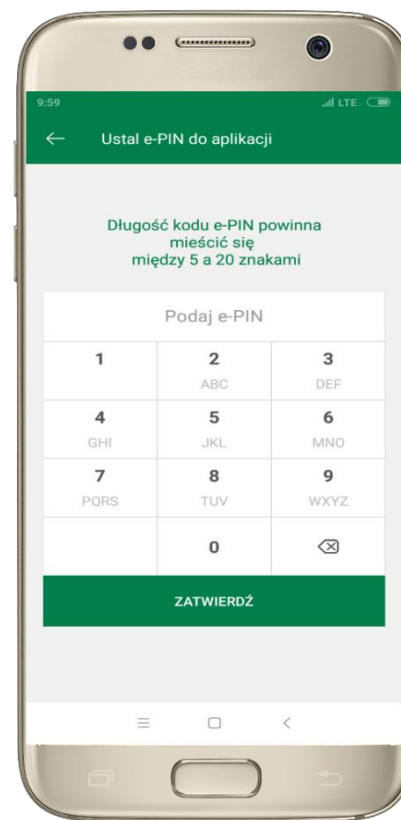 9:59
LTE
Ustal e-PIN do aplikacji
Długość kodu e-PIN powinna
mieścić się
między 5 a 20 znakami
Podaj e-PIN
1 2 3
ABC DEF
4 5 6
GHI JKL MNO
7 8 9
PQRS TUV WXYZ
0
ZATWIERDŹ